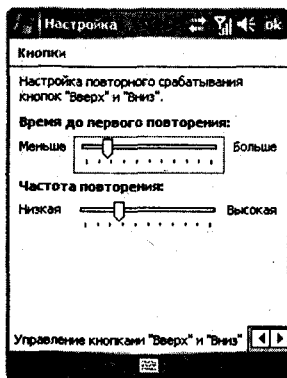 Настройка ok
Кнопки
Настройка повторного срабатывания
кнопок "Вверх" и "Вниз".
Время до первого повторения:
Меньше Больше
Частота повторения:
Низкая Высокая
Управление кнопками "Вверх" и "Вниз"